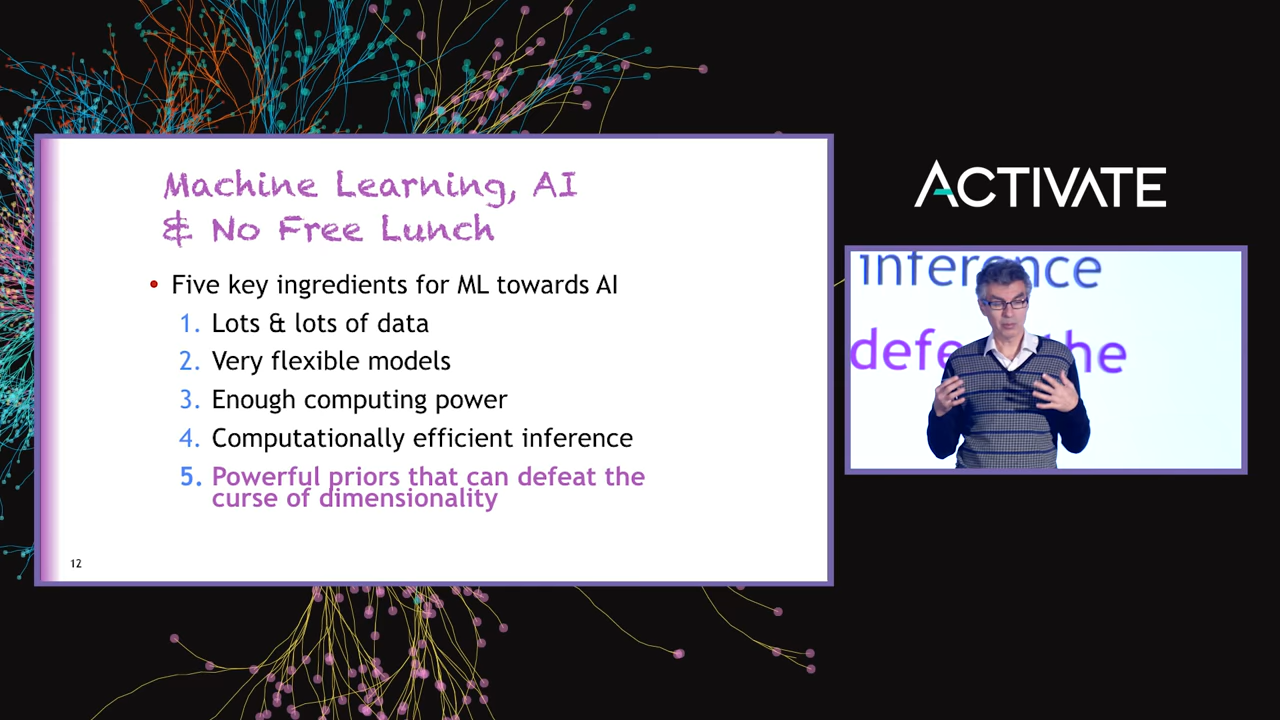 Machine Learning, AI
& No Free Lunch
• Five key ingredients for ML towards AI
1. Lots & lots of data
2. Very flexible models
3. Enough computing power
4. Computationally efficient inference
5. Powerful priors that can defeat the
curse of dimensionality
12
ACTIVATE
inference
defe the